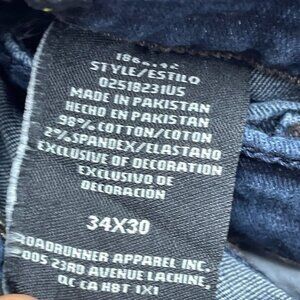 STYLE/ESTILO
02518231US
MADE IN PAKISTAN
HECHO EN PAKISTAN
98% COTTON/COTON
2% SPANDEX/ELASTANO
EXCLUSIVE OF DECORATION
EXCLUSIVO DE
DECORACIÓN
34X30
ROADRUNNER APPAREL INC.
2005 23RD AVENUE LACHINE,
QC CA H8T 1X1